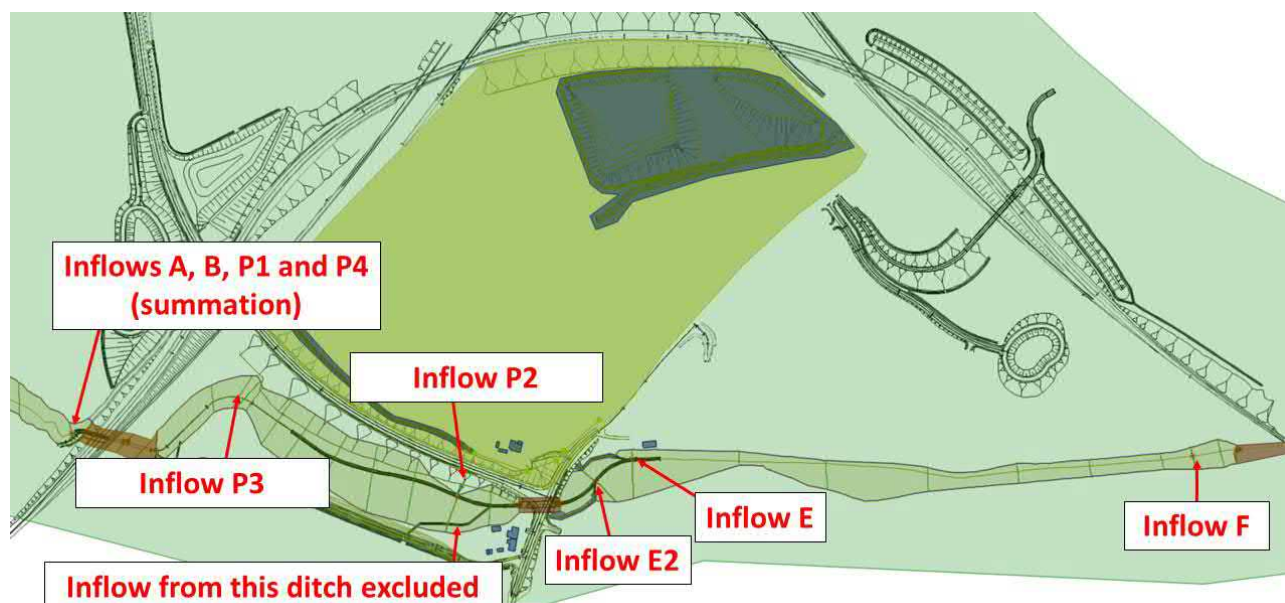 Inflows A, B, P1 and P4
(summation)
Inflow P2
Inflow P3
Inflow E
Inflow F
Inflow E2
Inflow from this ditch excluded